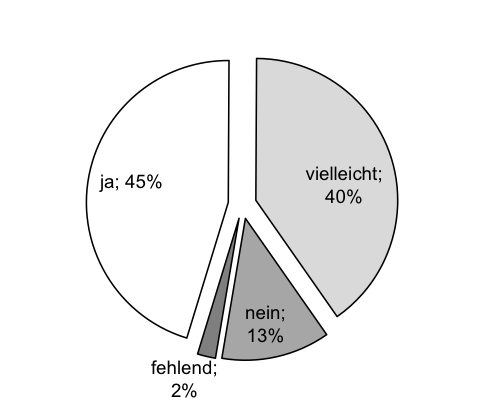 ja; 45%
vielleicht;
40%
nein;
13%
fehlend;
2%